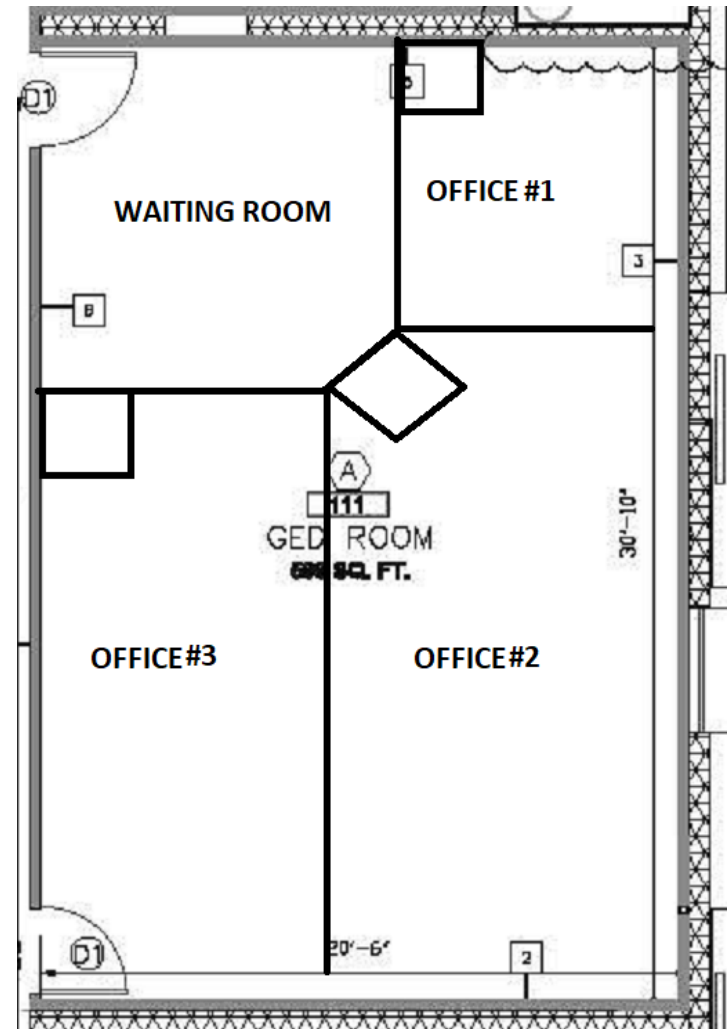 D1
WAITING ROOM
OFFICE #1
3
A
111
GED ROOM
SQ. FT.
30'-10"
OFFICE #3
OFFICE #2
D1
20'-6"
2